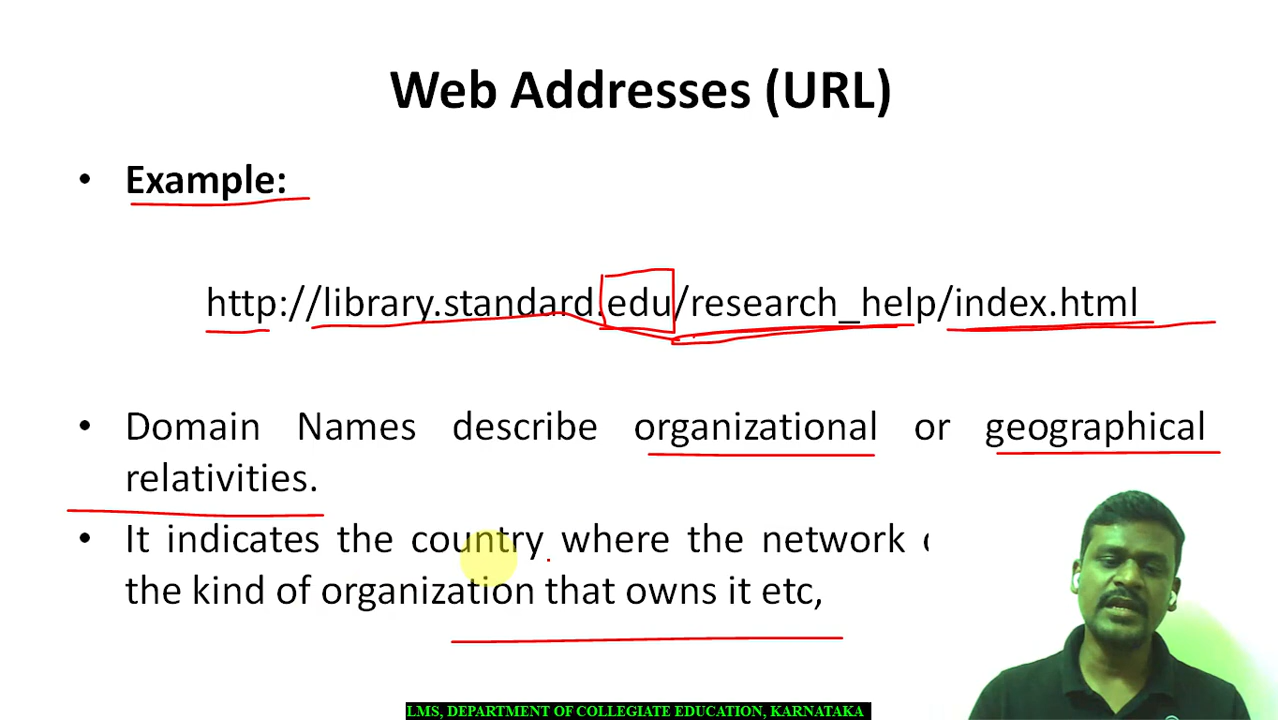 Web Addresses (URL)
• Example:
http://library.standard.edu/research_help/index.html
• Domain Names describe organizational or geographical
relativities.
• It indicates the country where the network
the kind of organization that owns it etc,
LMS, DEPARTMENT OF COLLEGIATE EDUCATION, KARNATAKA